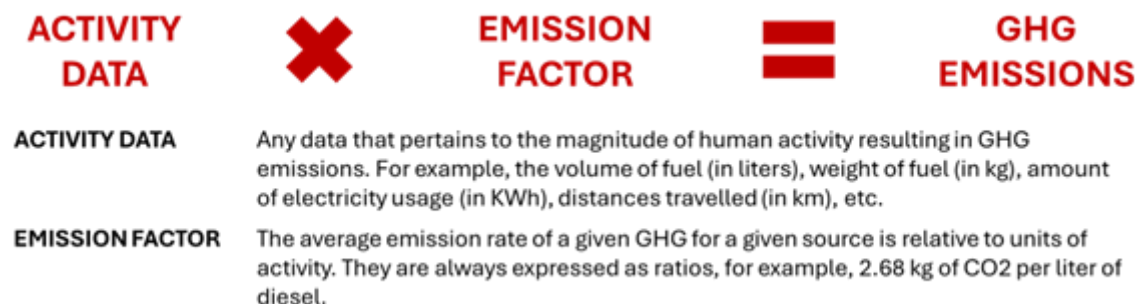 ACTIVITY DATA
EMISSION FACTOR
GHG EMISSIONS
ACTIVITY DATA
Any data that pertains to the magnitude of human activity resulting in GHG
emissions. For example, the volume of fuel (in liters), weight of fuel (in kg), amount
of electricity usage (in KWh), distances travelled (in km), etc.
EMISSION FACTOR
The average emission rate of a given GHG for a given source is relative to units of
activity. They are always expressed as ratios, for example, 2.68 kg of CO2 per liter of
diesel.